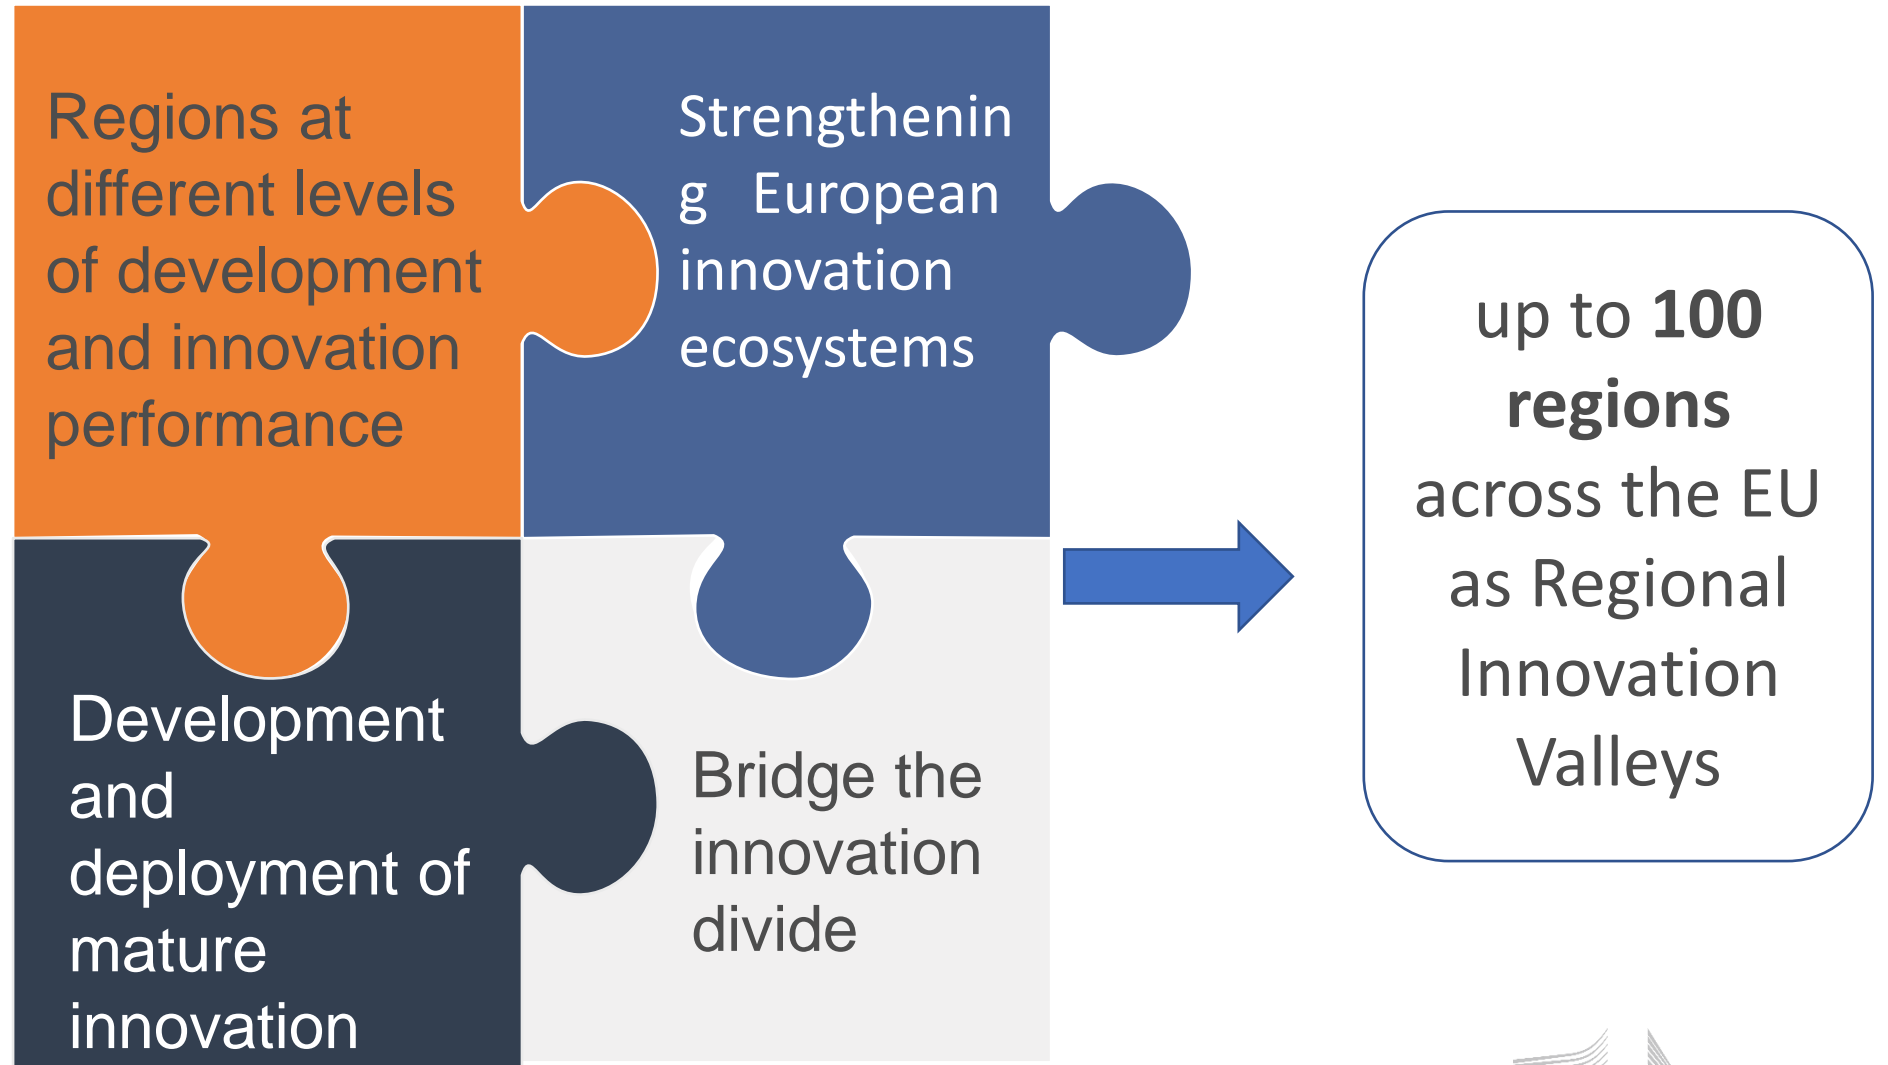 Regions at
different levels
of development
and innovation
performance
Strengthenin
g European
innovation
ecosystems
Development
and
deployment of
mature
innovation
Bridge the
innovation
divide
up to 100
regions
across the EU
as Regional
Innovation
Valleys